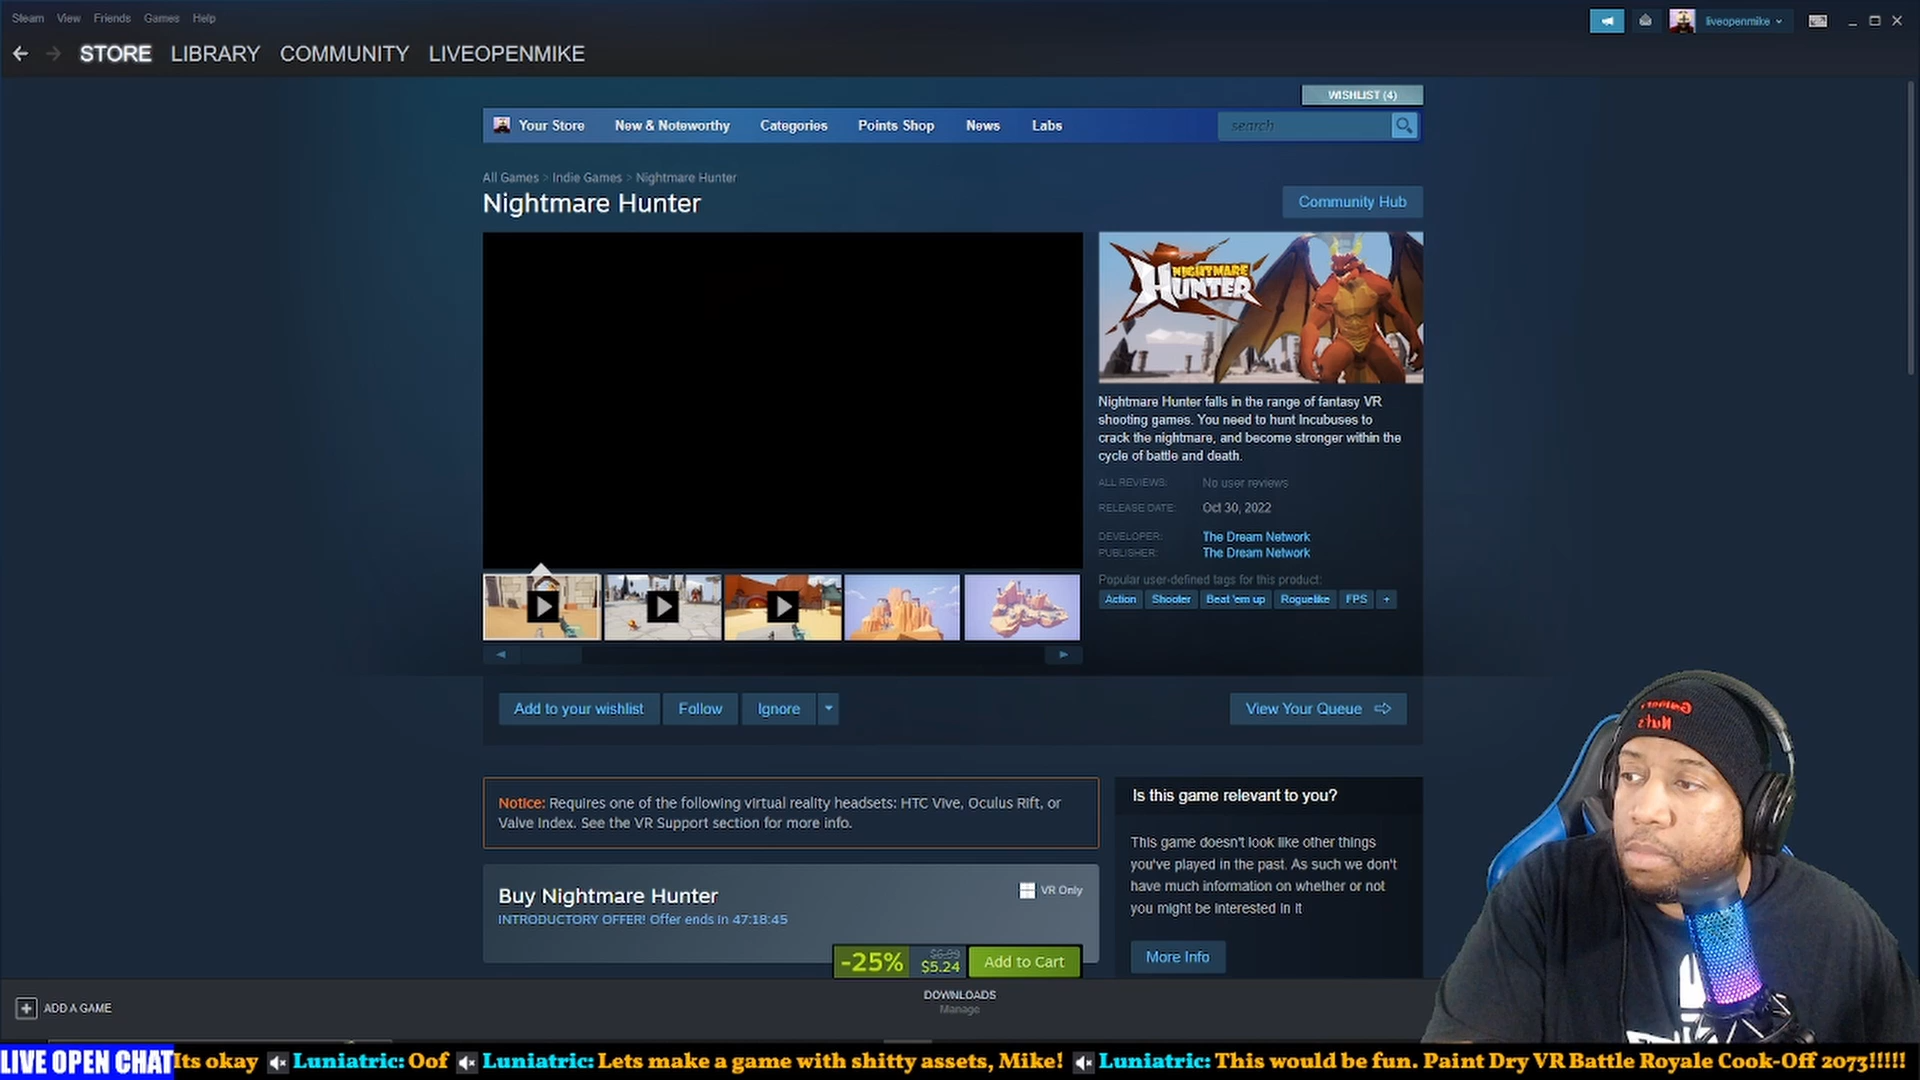 Steam View Friends Games Help
liveopenmike
STORE LIBRARY COMMUNITY LIVEOPENMIKE
WISHLIST (4)
Your Store New & Noteworthy Categories Points Shop News Labs search
All Games > Indie Games > Nightmare Hunter
Nightmare Hunter
Community Hub
NIGHTMARE
HUNTER
Nightmare Hunter falls in the range of fantasy VR
shooting games. You need to hunt Incubuses to
crack the nightmare, and become stronger within the
cycle of battle and death.
ALL REVIEWS: No user reviews
RELEASE DATE: Oct 30, 2022
DEVELOPER: The Dream Network
PUBLISHER: The Dream Network
Popular user-defined tags for this product:
Action Shooter Beat 'em up Roguelike FPS +
Add to your wishlist Follow Ignore
View Your Queue
Notice: Requires one of the following virtual reality headsets: HTC Vive, Oculus Rift, or
Valve Index. See the VR Support section for more info.
Is this game relevant to you?
This game doesn't look like other things
you've played in the past. As such we don't
have much information on whether or not
you might be interested in it
More Info
Buy Nightmare Hunter
VR Only
INTRODUCTORY OFFER! Offer ends in 47:18:45
-25% $6.99 $5.24 Add to Cart
Gamers
Nuts
ADD A GAME
DOWNLOADS
Manage
LIVE OPEN CHAT Its okay Luniatric: Oof Luniatric: Lets make a game with shitty assets, Mike! Luniatric: This would be fun. Paint Dry VR Battle Royale Cook-Off 2073!!!!!